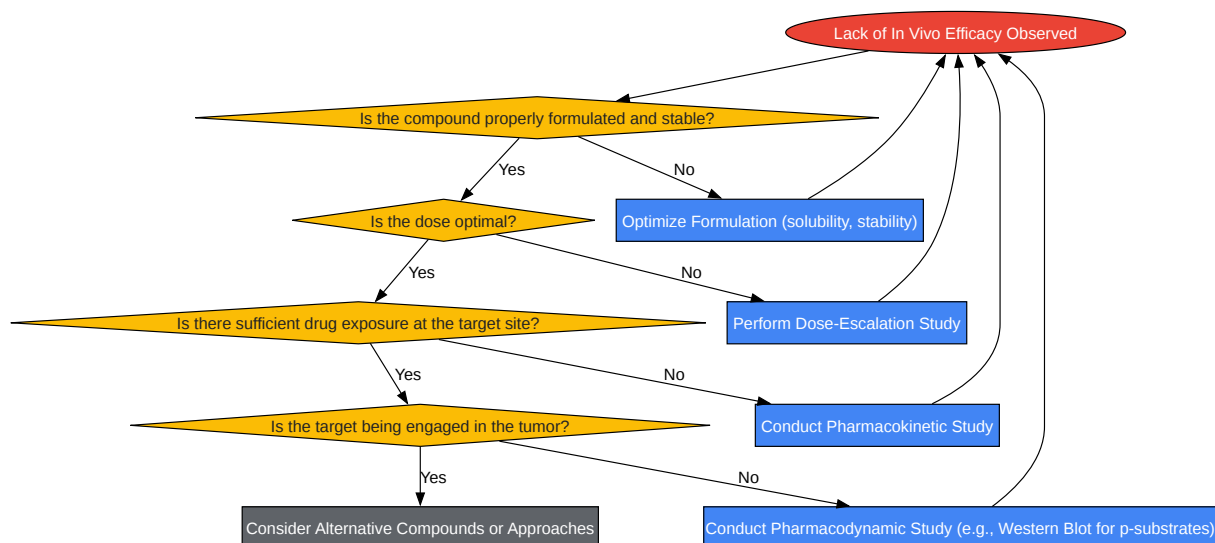 Lack of In Vivo Efficacy Observed
Is the compound properly formulated and stable?
Yes
No
Is the dose optimal?
Optimize Formulation (solubility, stability)
Yes
No
Is there sufficient drug exposure at the target site?
Perform Dose-Escalation Study
Yes
No
Is the target being engaged in the tumor?
Conduct Pharmacokinetic Study
Yes
No
Consider Alternative Compounds or Approaches
Conduct Pharmacodynamic Study (e.g., Western Blot for p-substrates)